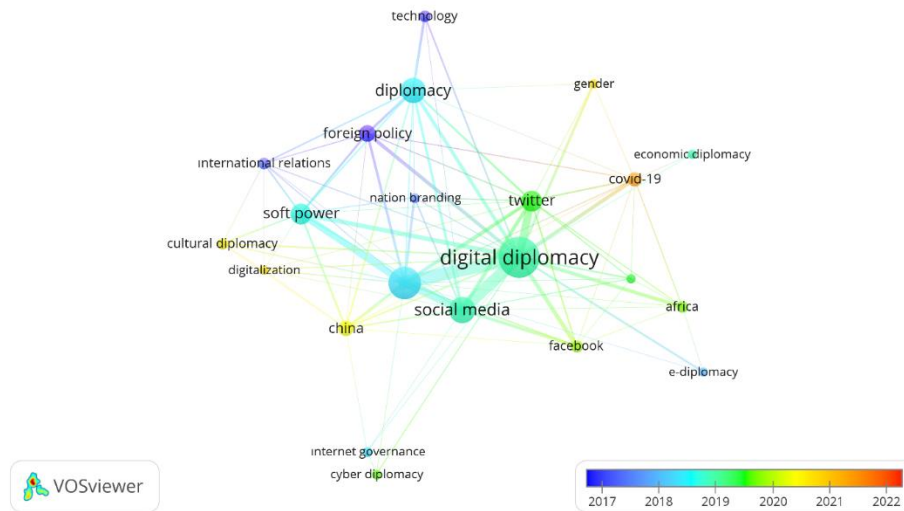 technology
diplomacy
gender
foreign policy
economic diplomacy
international relations
covid-19
nation branding
twitter
soft power
cultural diplomacy
digital diplomacy
digitalization
africa
social media
china
facebook
e-diplomacy
internet governance
cyber diplomacy
VOSviewer
2017 2018 2019 2020 2021 2022